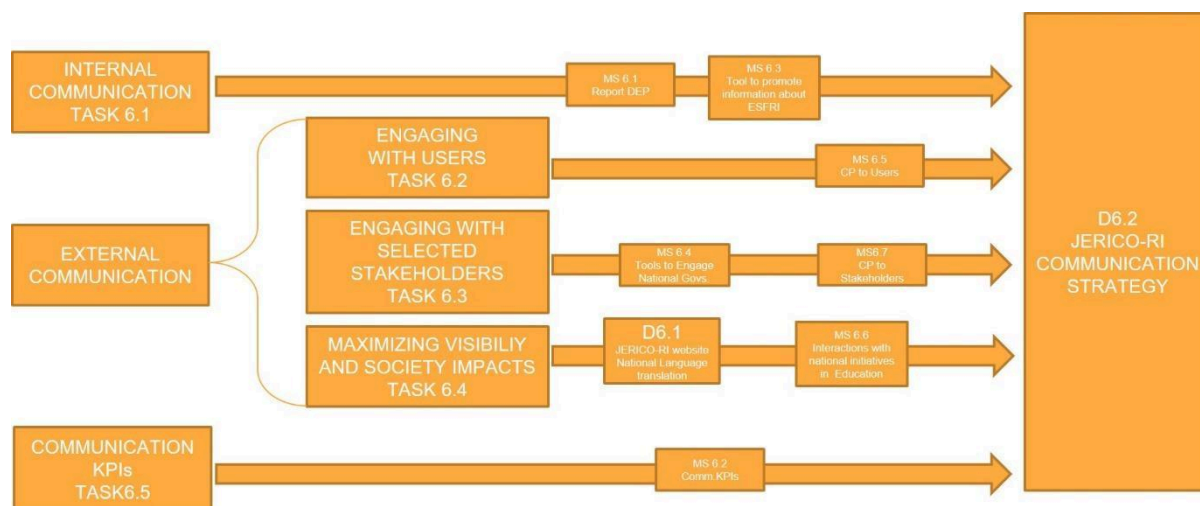 INTERNAL
COMMUNICATION
TASK 6.1
MS 6.1
Report DEP
MS 6.3
Tool to promote
information about
ESFRI
ENGAGING
WITH USERS
TASK 6.2
MS 6.5
CP to Users
EXTERNAL
COMMUNICATION
ENGAGING WITH
SELECTED
STAKEHOLDERS
TASK 6.3
MS 6.4
Tools to Engage
National Govs.
MS6.7
CP to
Stakeholders
MAXIMIZING VISIBILIY
AND SOCIETY IMPACTS
TASK 6.4
D6.1
JERICO-RI website
National Language
translation
MS 6.6
Interactions with
national initiatives
in Education
COMMUNICATION
KPIs
TASK6.5
MS 6.2
Comm.KPIs
D6.2
JERICO-RI
COMMUNICATION
STRATEGY